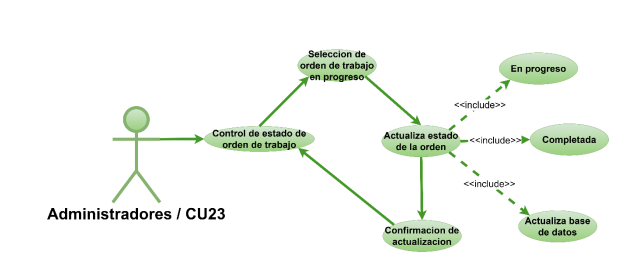 Seleccion de
orden de trabajo
en progreso
En progreso
<<include>>
Control de estado de
orden de trabajo
Actualiza estado
de la orden
<<include>>
Completada
<<include>>
Administradores / CU23
Confirmacion de
actualizacion
Actualiza base
de datos